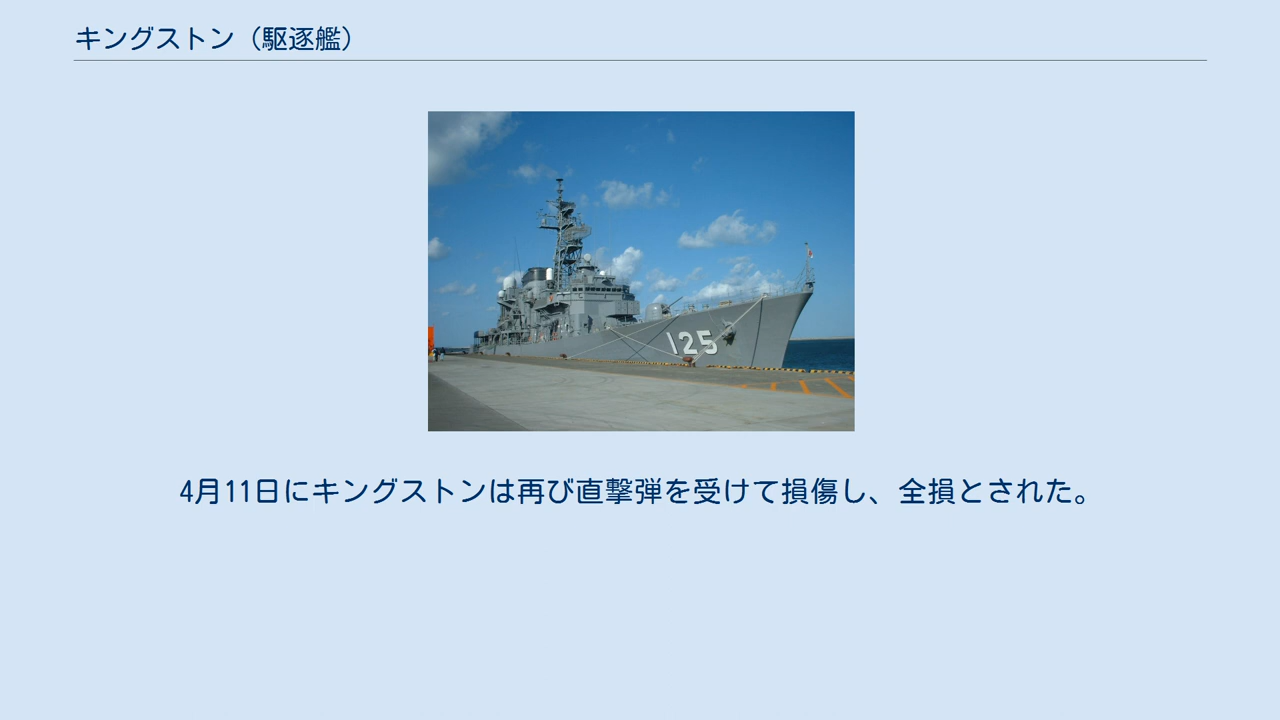 キングストン（駆逐艦）
125
4月11日にキングストンは再び直撃弾を受けて損傷し、全損とされた。